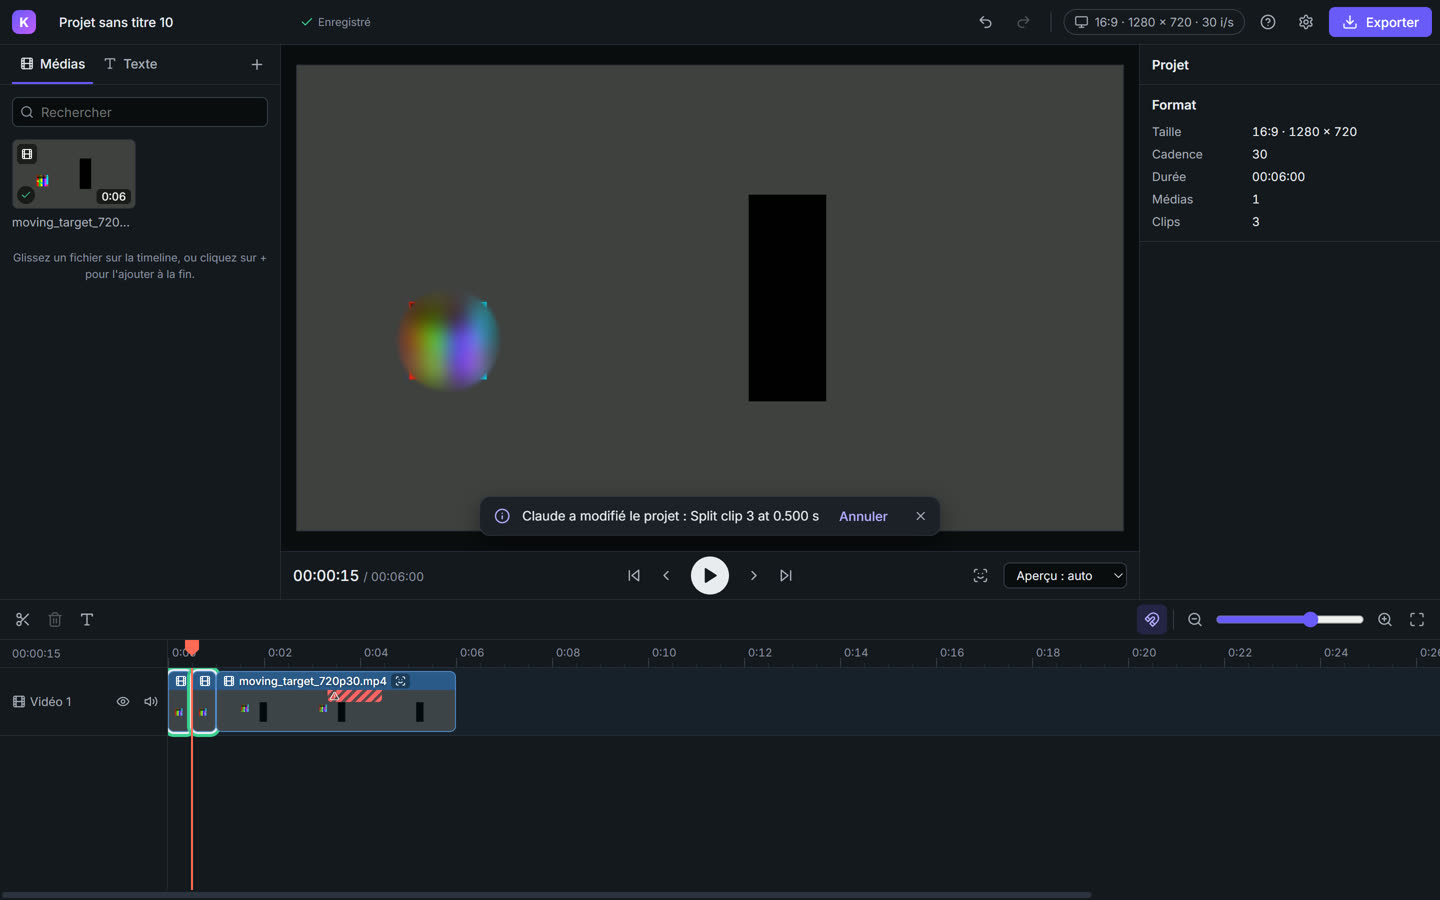 K
Projet sans titre 10
Enregistré
16:9 · 1280 × 720 · 30 i/s
Exporter
Médias
Texte
Rechercher
0:06
moving_target_720...
Glissez un fichier sur la timeline, ou cliquez sur +
pour l'ajouter à la fin.
Claude a modifié le projet : Split clip 3 at 0.500 s
Annuler
00:00:15 / 00:06:00
Aperçu : auto
Projet
Format
Taille 16:9 · 1280 × 720
Cadence 30
Durée 00:06:00
Médias 1
Clips 3
00:00:15
0:02
0:04
0:06
0:08
0:10
0:12
0:14
0:16
0:18
0:20
0:22
0:24
Vidéo 1
moving_target_720p30.mp4